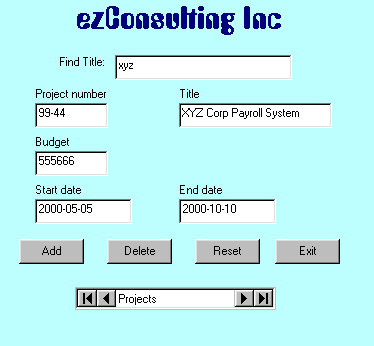 ezConsulting Inc
Find Title: xyz
Project number Title
99-44 XYZ Corp Payroll System
Budget
555666
Start date End date
2000-05-05 2000-10-10
Add Delete Reset Exit
Projects